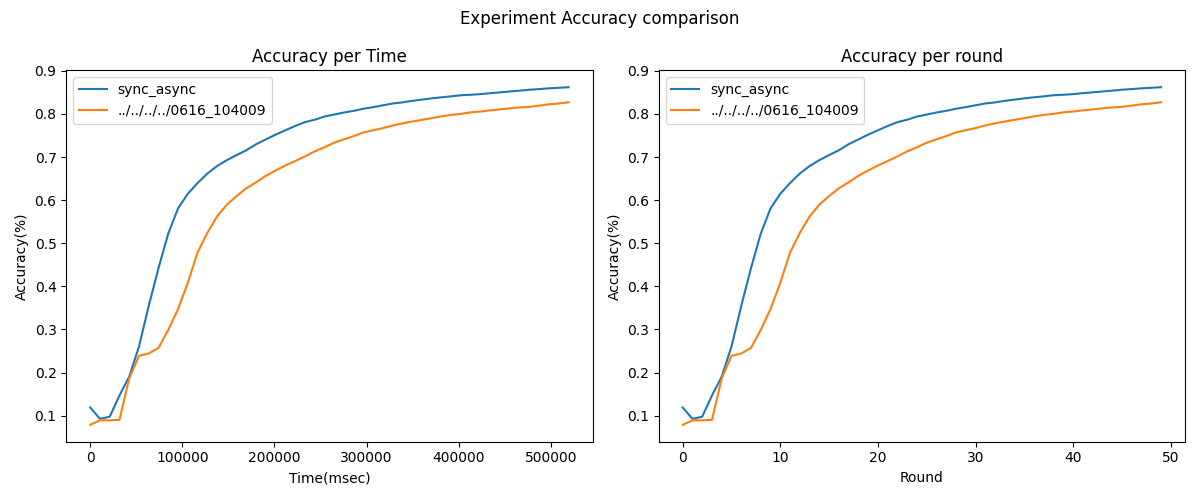 Experiment Accuracy comparison
Accuracy per Time
sync_async
../../../../0616_104009
Accuracy(%)
0.9
0.8
0.7
0.6
0.5
0.4
0.3
0.2
0.1
0 100000 200000 300000 400000 500000
Time(msec)
Accuracy per round
sync_async
../../../../0616_104009
Accuracy(%)
0.9
0.8
0.7
0.6
0.5
0.4
0.3
0.2
0.1
0 10 20 30 40 50
Round